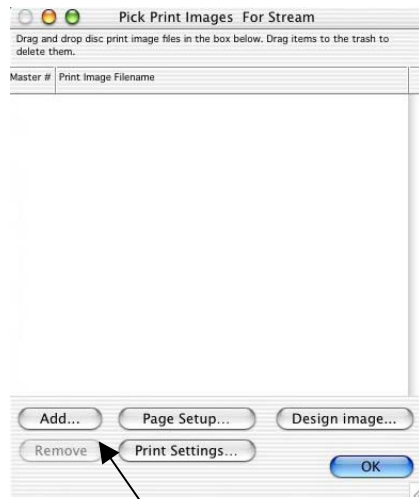 Pick Print Images For Stream
Drag and drop disc print image files in the box below. Drag items to the trash to
delete them.
Master # Print Image Filename
Add... Page Setup... Design image...
Remove Print Settings...
OK